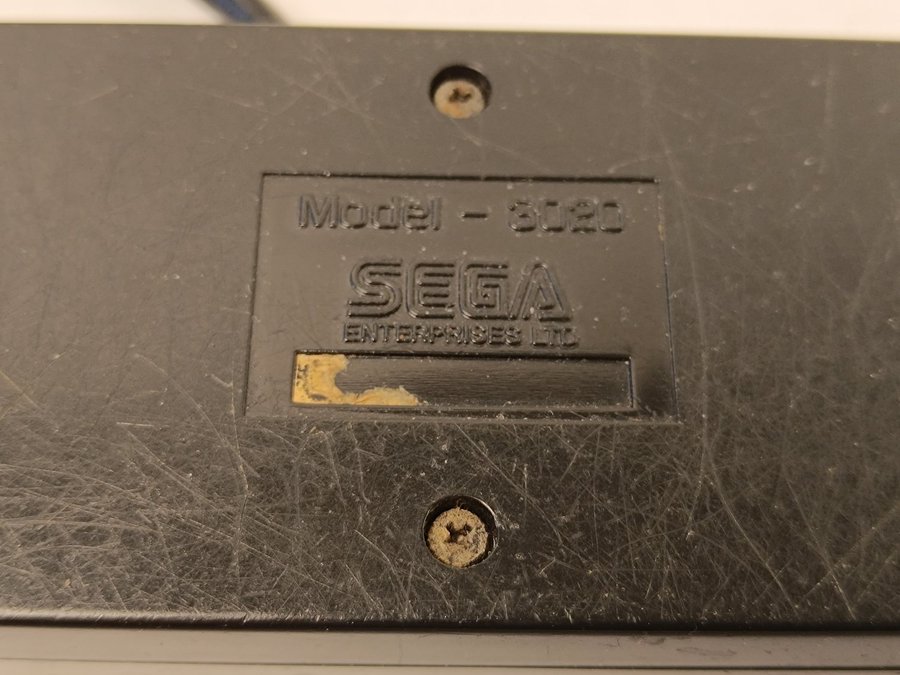 Model - 3020
SEGA
ENTERPRISES LTD